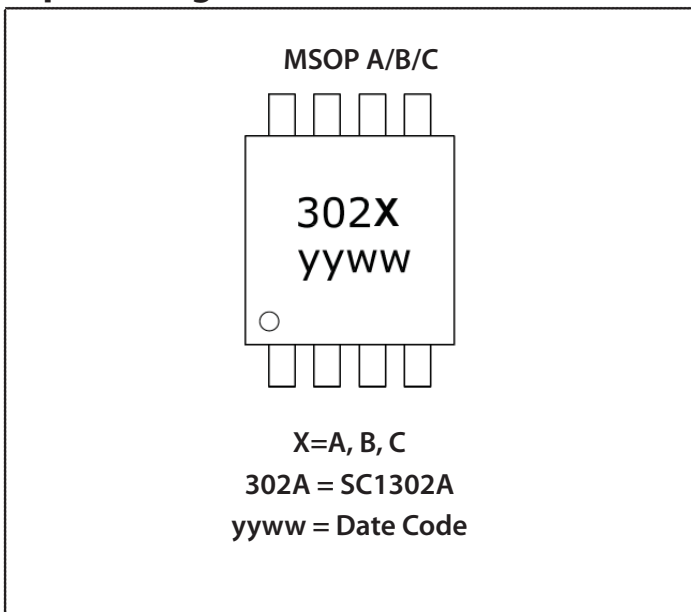 MSOP A/B/C
302X
yyww
X=A, B, C
302A = SC1302A
yyww = Date Code